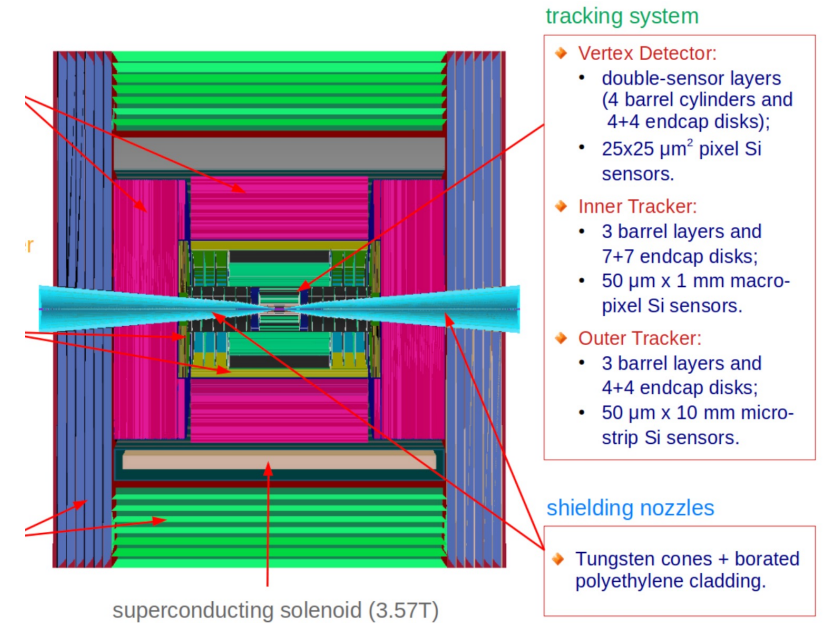 tracking system
Vertex Detector:
• double-sensor layers
(4 barrel cylinders and
4+4 endcap disks);
• 25x25 µm² pixel Si
sensors.
Inner Tracker:
• 3 barrel layers and
7+7 endcap disks;
• 50 µm x 1 mm macro-
pixel Si sensors.
Outer Tracker:
• 3 barrel layers and
4+4 endcap disks;
• 50 µm x 10 mm micro-
strip Si sensors.
shielding nozzles
Tungsten cones + borated
polyethylene cladding.
superconducting solenoid (3.57T)